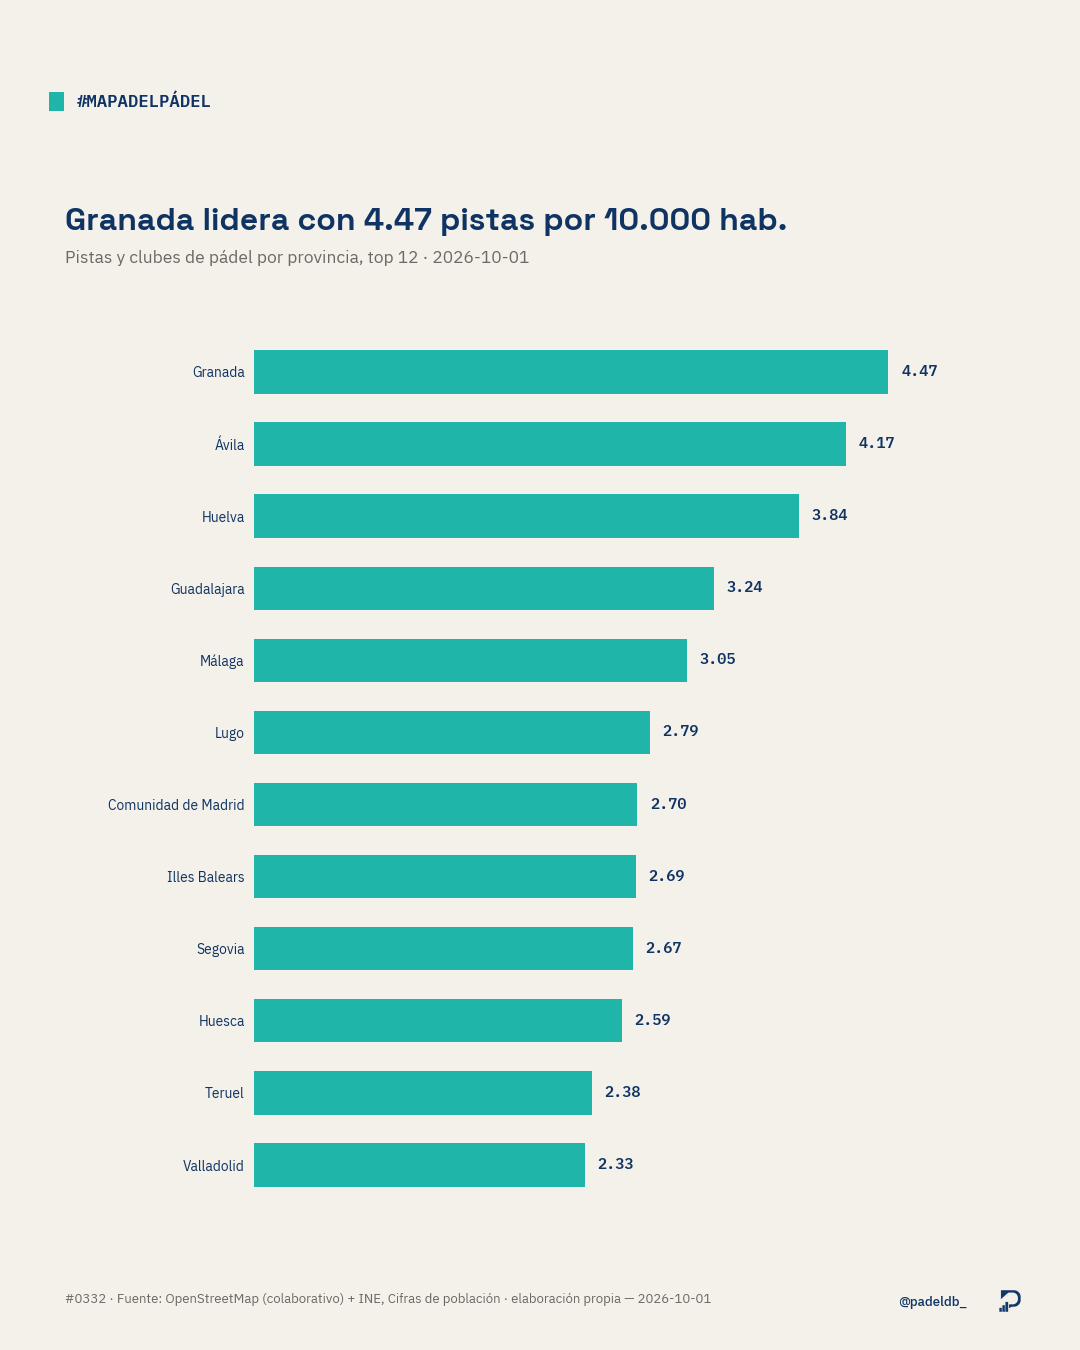 #MAPADELPÁDEL
Granada lidera con 4.47 pistas por 10.000 hab.
Pistas y clubes de pádel por provincia, top 12 · 2026-10-01
Granada 4.47
Ávila 4.17
Huelva 3.84
Guadalajara 3.24
Málaga 3.05
Lugo 2.79
Comunidad de Madrid 2.70
Illes Balears 2.69
Segovia 2.67
Huesca 2.59
Teruel 2.38
Valladolid 2.33
#0332 · Fuente: OpenStreetMap (colaborativo) + INE, Cifras de población · elaboración propia — 2026-10-01
@padeldb_